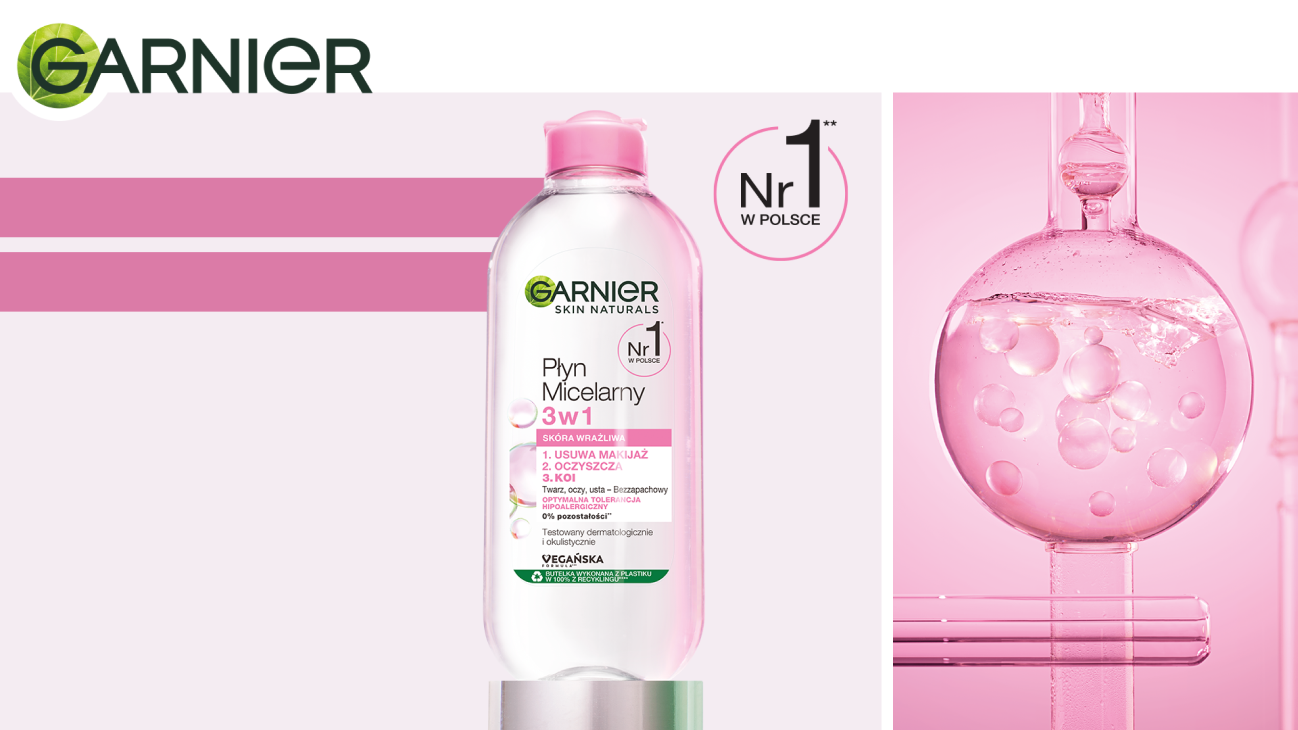 GARNIER
Nr 1**
W POLSCE
GARNIER
SKIN NATURALS
Nr 1*
W POLSCE
Płyn
Micelarny
3 w 1
SKÓRA WRAŻLIWA
1. USUWA MAKIJAŻ
2. OCZYSZCZA
3. KOI
Twarz, oczy, usta – Bezzapachowy
OPTYMALNA TOLERANCJA
HIPOALERGICZNY
0% pozostałości**
Testowany dermatologicznie
i okulistycznie
VEGAŃSKA
FORMUŁA***
BUTELKA WYKONANA Z PLASTIKU
W 100% Z RECYKLINGU****